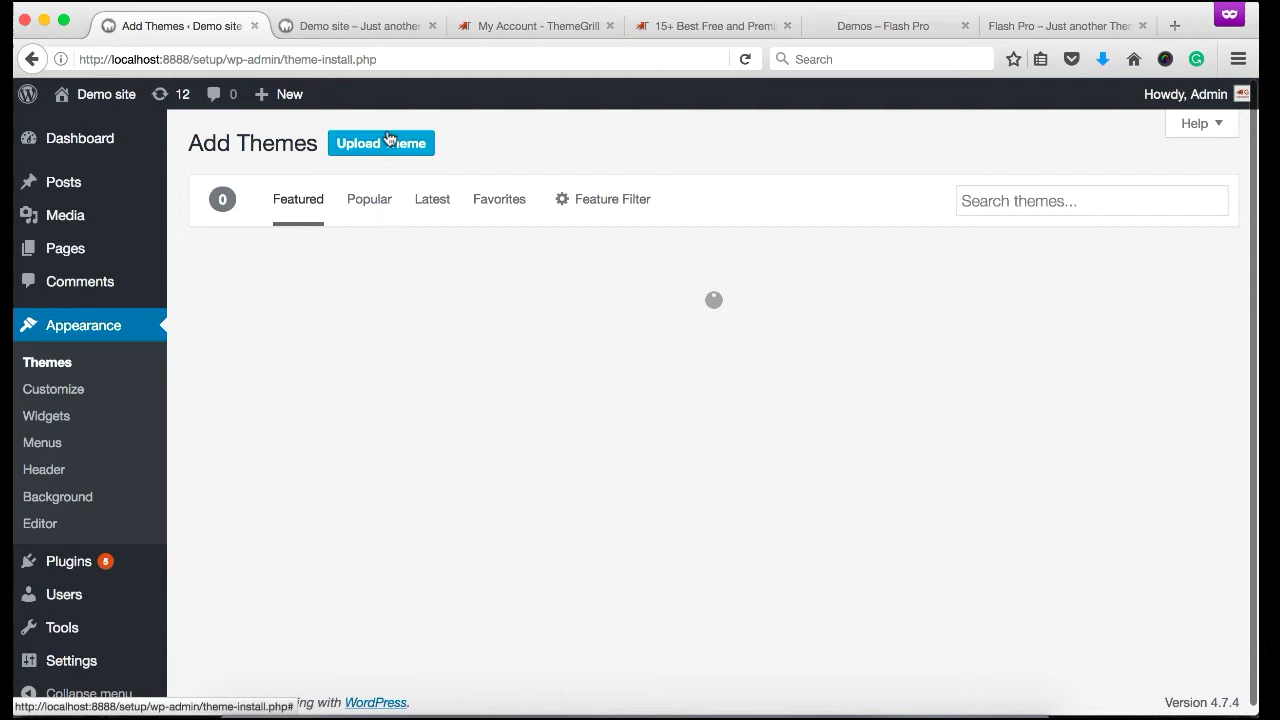 Add Themes ‹ Demo site
Demo site – Just another
My Account - ThemeGrill
15+ Best Free and Premi
Demos – Flash Pro
Flash Pro – Just another Ther
http://localhost:8888/setup/wp-admin/theme-install.php
Search
Demo site
12
0
New
Howdy, Admin
Dashboard
Posts
Media
Pages
Comments
Appearance
Themes
Customize
Widgets
Menus
Header
Background
Editor
Plugins 5
Users
Tools
Settings
Collapse menu
Add Themes
Upload Theme
Help
0
Featured
Popular
Latest
Favorites
Feature Filter
Search themes...
http://localhost:8888/setup/wp-admin/theme-install.php#
ing with WordPress.
Version 4.7.4